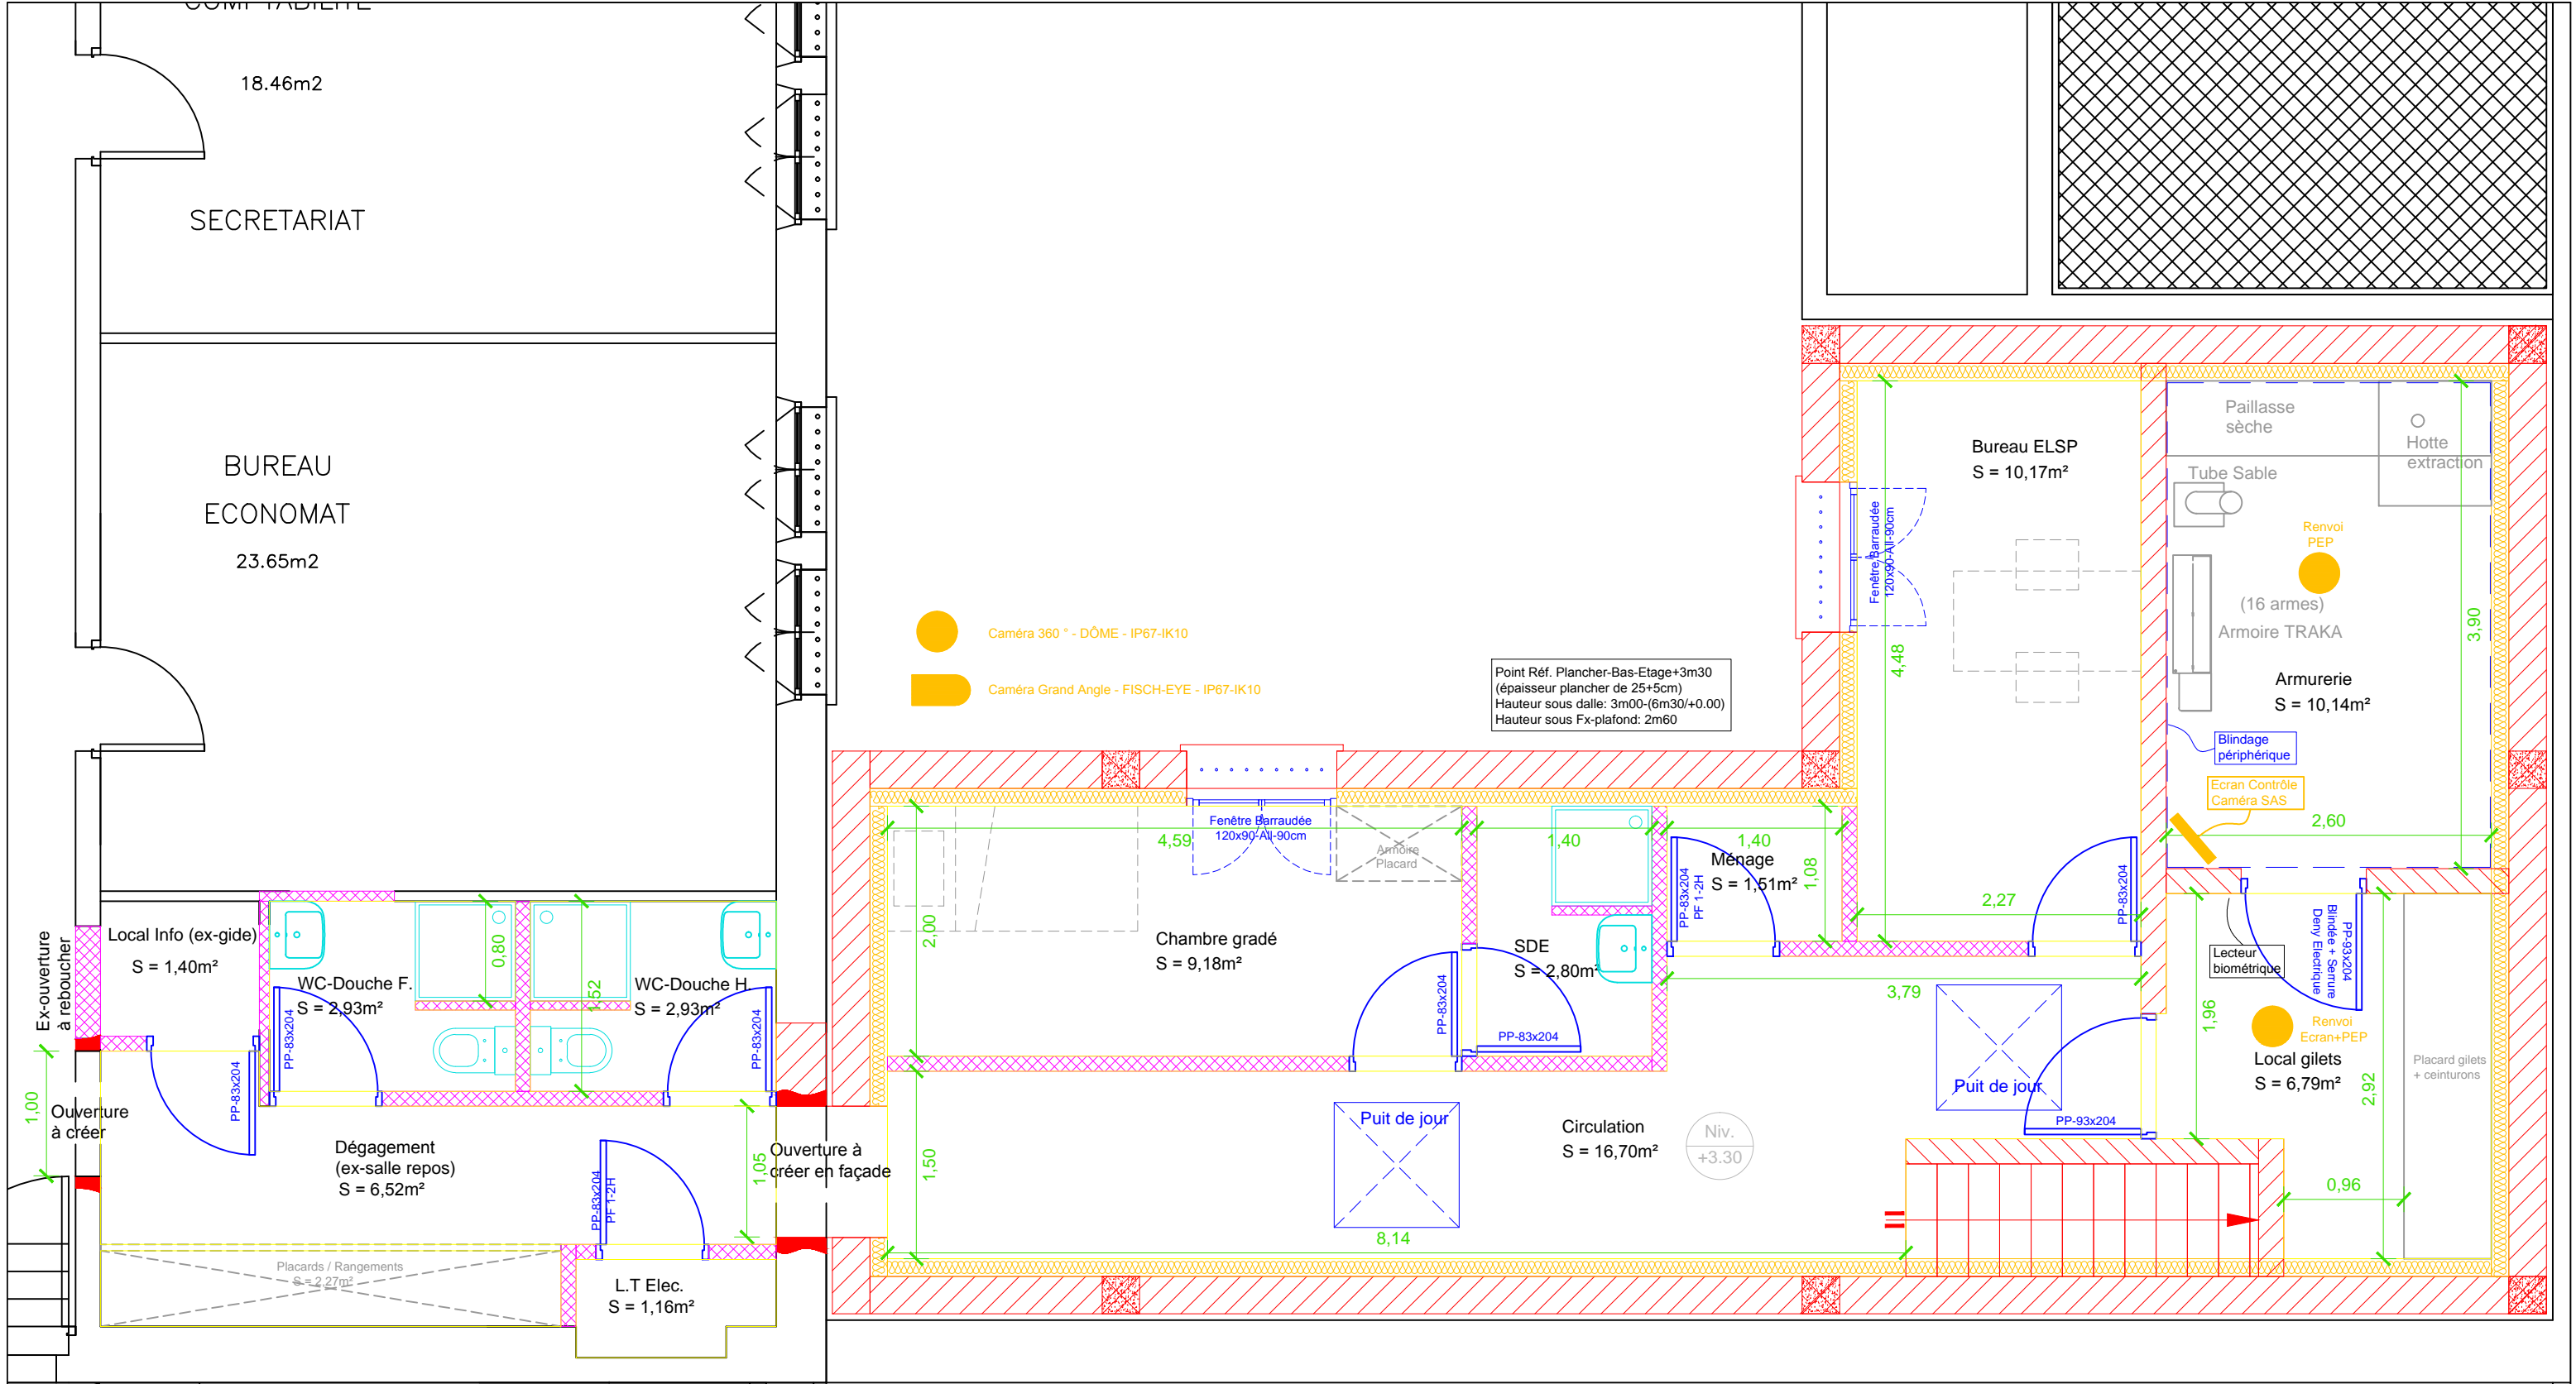 COMPTABILITE
18.46m2
SECRETARIAT
BUREAU
ECONOMAT
23.65m2
Caméra 360 ° - DÔME - IP67-IK10
Caméra Grand Angle - FISCH-EYE - IP67-IK10
Point Réf. Plancher-Bas-Etage+3m30
(épaisseur plancher de 25+5cm)
Hauteur sous dalle: 3m00-(6m30/+0.00)
Hauteur sous Fx-plafond: 2m60
Bureau ELSP
S = 10,17m²
Fenêtre Barraudée
120x90-All-90cm
4,48
2,27
PP-83x204
Paillasse
sèche
Hotte
extraction
Tube Sable
Renvoi
PEP
(16 armes)
Armoire TRAKA
3,90
Armurerie
S = 10,14m²
Blindage
périphérique
Ecran Contrôle
Caméra SAS
2,60
Fenêtre Barraudée
120x90-All-90cm
4,59
Armoire
Placard
1,40
1,40
Ménage
S = 1,51m²
1,08
PP-83x204
PF 1-2H
2,00
Chambre gradé
S = 9,18m²
PP-83x204
SDE
S = 2,80m²
PP-83x204
3,79
Lecteur
biométrique
PP-93x204
Blindée + Serrure
Deny Electrique
1,96
Renvoi
Ecran+PEP
Local gilets
S = 6,79m²
2,92
Placard gilets
+ ceinturons
0,96
Puit de jour
PP-93x204
Puit de jour
Circulation
S = 16,70m²
Niv.
+3.30
1,50
8,14
Ex-ouverture
à reboucher
Local Info (ex-gide)
S = 1,40m²
PP-83x204
WC-Douche F.
S = 2,93m²
PP-83x204
0,80
1,52
WC-Douche H.
S = 2,93m²
PP-83x204
1,00
Ouverture
à créer
Dégagement
(ex-salle repos)
S = 6,52m²
PP-83x204
PF 1-2H
1,05
Ouverture à
créer en façade
Placards / Rangements
S = 2,27m²
L.T Elec.
S = 1,16m²